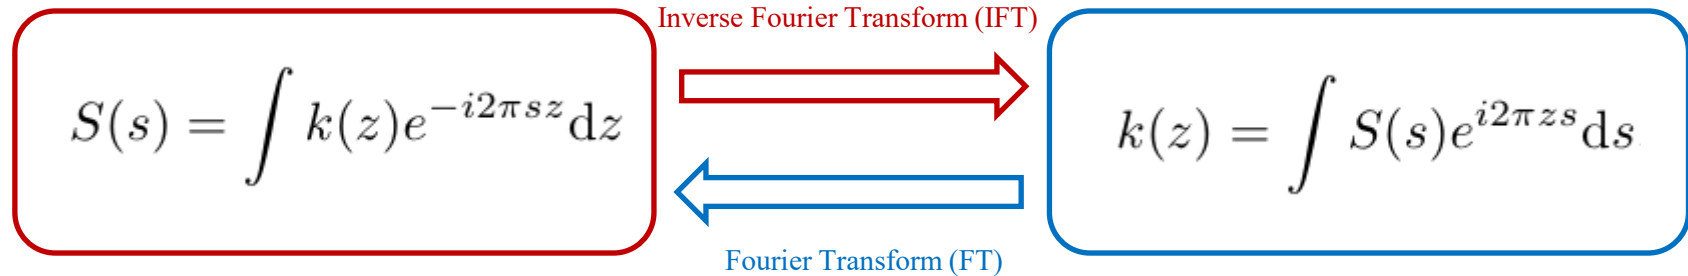 Inverse Fourier Transform (IFT)
S(s) = ∫ k(z)e^{-i2πsz}dz
k(z) = ∫ S(s)e^{i2πzs}ds
Fourier Transform (FT)